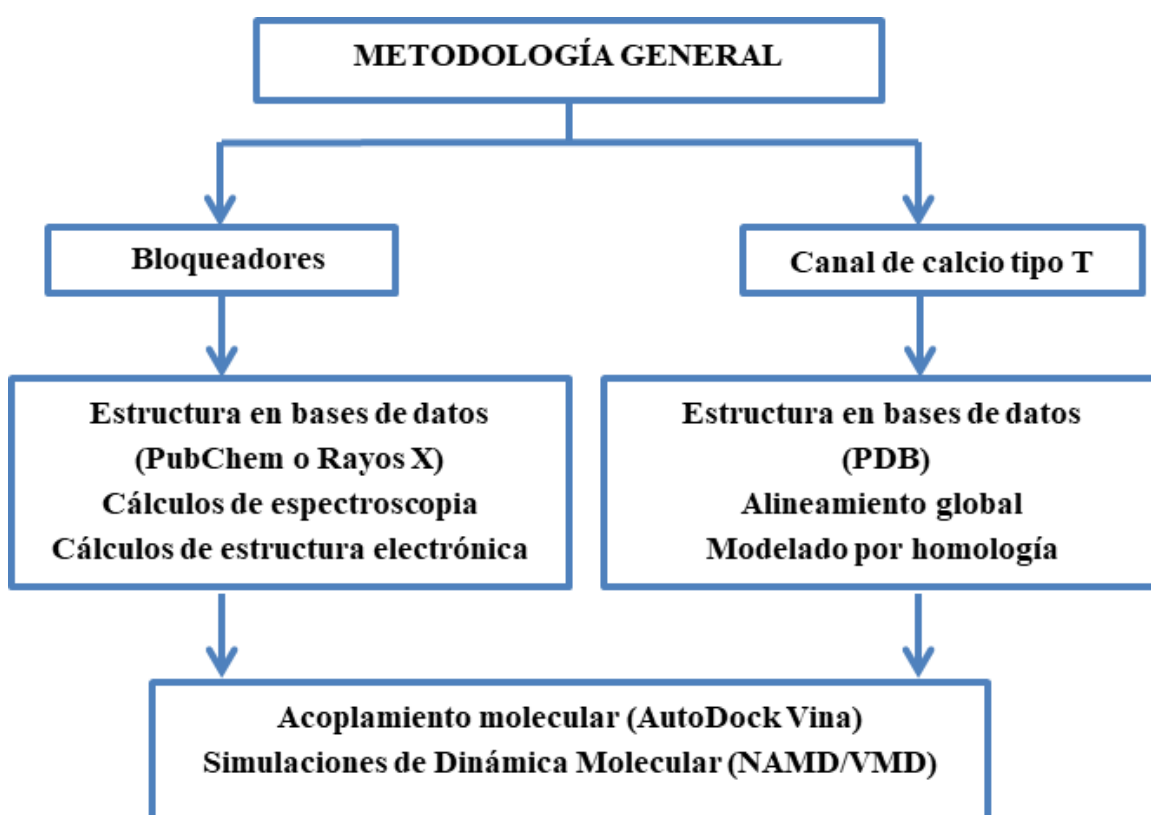 METODOLOGÍA GENERAL
Bloqueadores
Canal de calcio tipo T
Estructura en bases de datos
(PubChem o Rayos X)
Cálculos de espectroscopia
Cálculos de estructura electrónica
Estructura en bases de datos
(PDB)
Alineamiento global
Modelado por homología
Acoplamiento molecular (AutoDock Vina)
Simulaciones de Dinámica Molecular (NAMD/VMD)